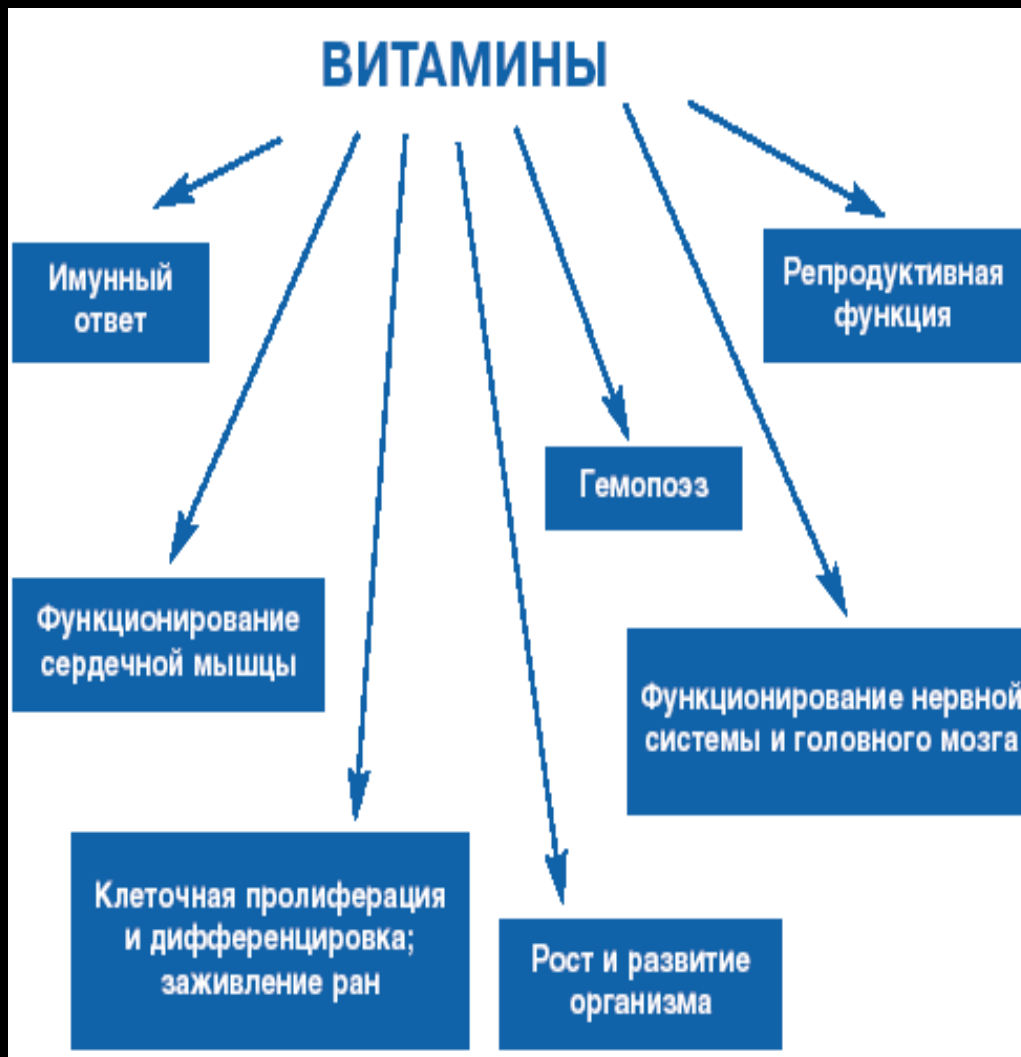 ВИТАМИНЫ
Имунный
ответ
Репродуктивная
функция
Гемопоэз
Функционирование
сердечной мышцы
Функционирование нервной
системы и головного мозга
Клеточная пролиферация
и дифференцировка;
заживление ран
Рост и развитие
организма